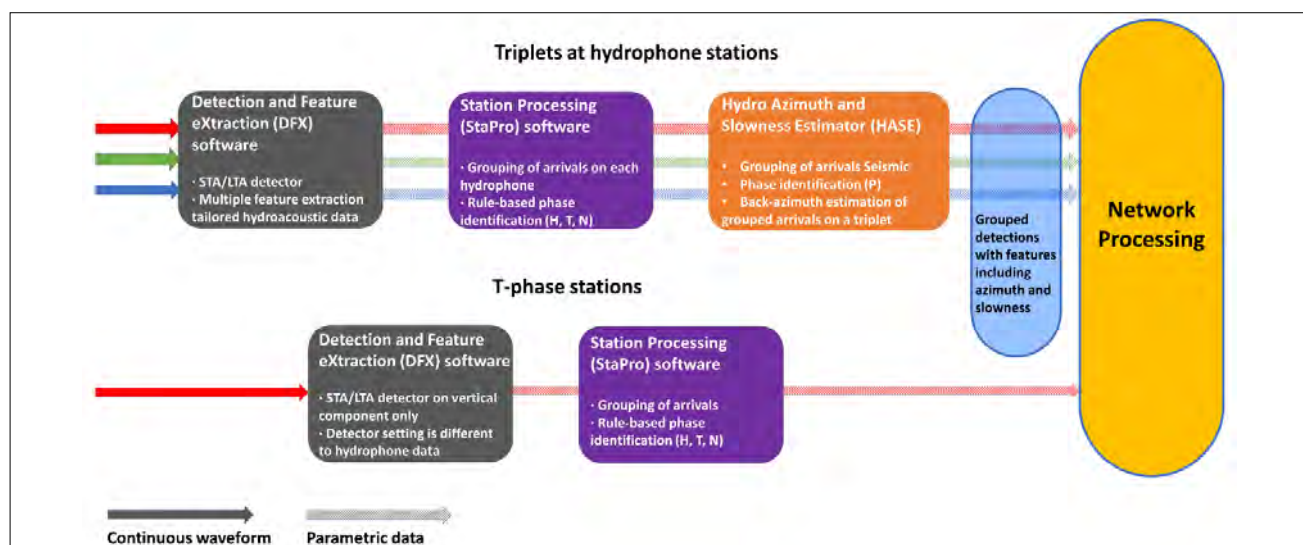 Triplets at hydrophone stations
Detection and Feature
eXtraction (DFX)
software
· STA/LTA detector
· Multiple feature extraction
tailored hydroacoustic data
Station Processing
(StaPro) software
· Grouping of arrivals on each
hydrophone
· Rule-based phase
identification (H, T, N)
Hydro Azimuth and
Slowness Estimator (HASE)
• Grouping of arrivals Seismic
• Phase identification (P)
• Back-azimuth estimation of
grouped arrivals on a triplet
Grouped
detections
with features
including
azimuth and
slowness
Network
Processing
T-phase stations
Detection and Feature
eXtraction (DFX) software
· STA/LTA detector on vertical
component only
· Detector setting is different
to hydrophone data
Station Processing
(StaPro) software
· Grouping of arrivals
· Rule-based phase
identification (H, T, N)
Continuous waveform
Parametric data